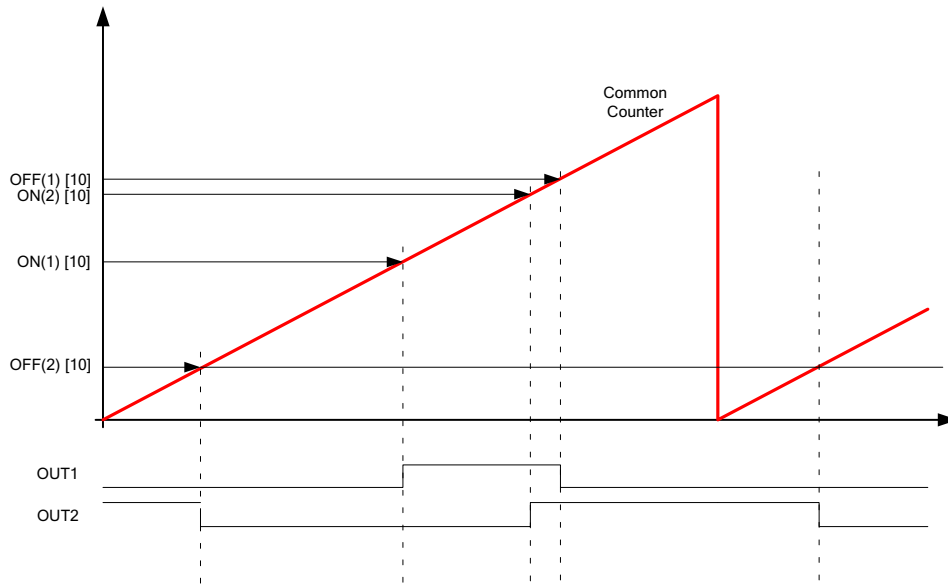 Common
Counter
OFF(1) [10]
ON(2) [10]
ON(1) [10]
OFF(2) [10]
OUT1
OUT2